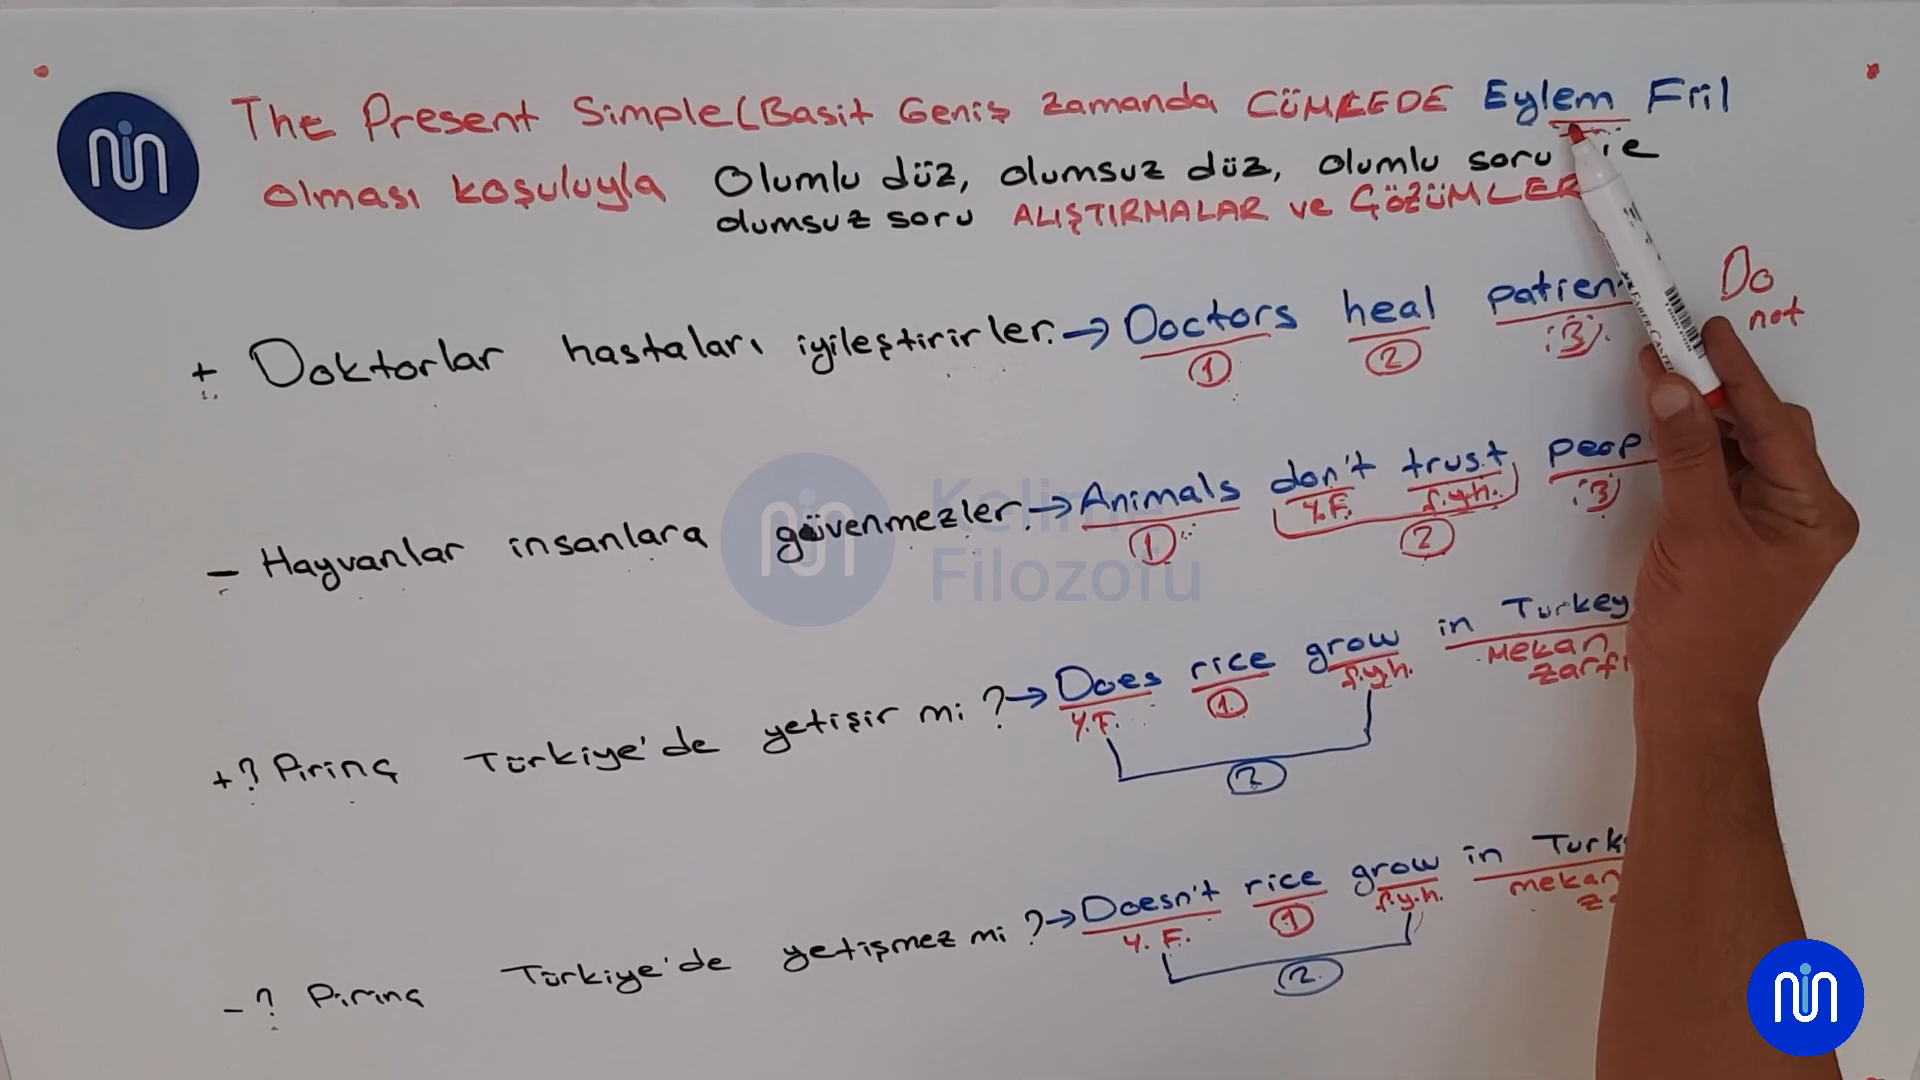 The Present Simple (Basit Geniş Zamanda CÜMLEDE Eylem Fiil
olması koşuluyla Olumlu düz, olumsuz düz, olumlu soru
olumsuz soru ALIŞTIRMALAR ve ÇÖZÜMLER
Do
not
+ Doktorlar hastaları iyileştirirler. → Doctors heal
1 2 3
- Hayvanlar insanlara güvenmezler. → Animals don't trust
Y.F. f.y.h.
1 2 3
Kelime
Filozofu
+? Pirinç Türkiye'de yetişir mi? → Does rice grow in Turkey
Y.F. 1 f.y.h. Mekan
zarfı
2
-? Pirinç Türkiye'de yetişmez mi? → Doesn't rice grow in
Y.F. 1 f.y.h. mekan
2